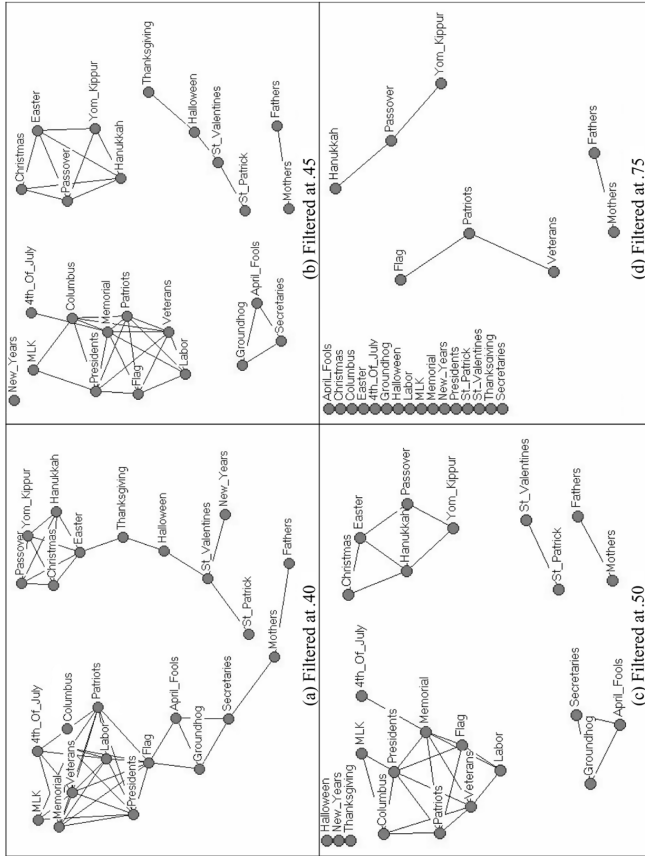 Passover
Yom_Kippur
Christmas
Hanukkah
Easter
Thanksgiving
Halloween
St_Valentines
New_Years
St_Patrick
4th_Of_July
MLK
Columbus
Memorial
Veterans
Patriots
Labor
Presidents
Flag
April_Fools
Groundhog
Secretaries
Mothers
Fathers
(a) Filtered at .40
New_Years
4th_Of_July
MLK
Columbus
Memorial
Presidents
Patriots
Flag
Veterans
Labor
Groundhog
April_Fools
Secretaries
Christmas
Easter
Passover
Yom_Kippur
Hanukkah
Thanksgiving
Halloween
St_Valentines
St_Patrick
Fathers
Mothers
(b) Filtered at .45
Halloween
New_Years
Thanksgiving
4th_Of_July
MLK
Columbus
Presidents
Memorial
Patriots
Flag
Veterans
Labor
Secretaries
Groundhog
April_Fools
Christmas
Easter
Hanukkah
Passover
Yom_Kippur
St_Valentines
St_Patrick
Fathers
Mothers
(c) Filtered at .50
April_Fools
Christmas
Columbus
Easter
4th_Of_July
Groundhog
Halloween
Labor
MLK
Memorial
New_Years
Presidents
St_Patrick
St_Valentines
Thanksgiving
Secretaries
Hanukkah
Passover
Yom_Kippur
Flag
Patriots
Veterans
Fathers
Mothers
(d) Filtered at .75